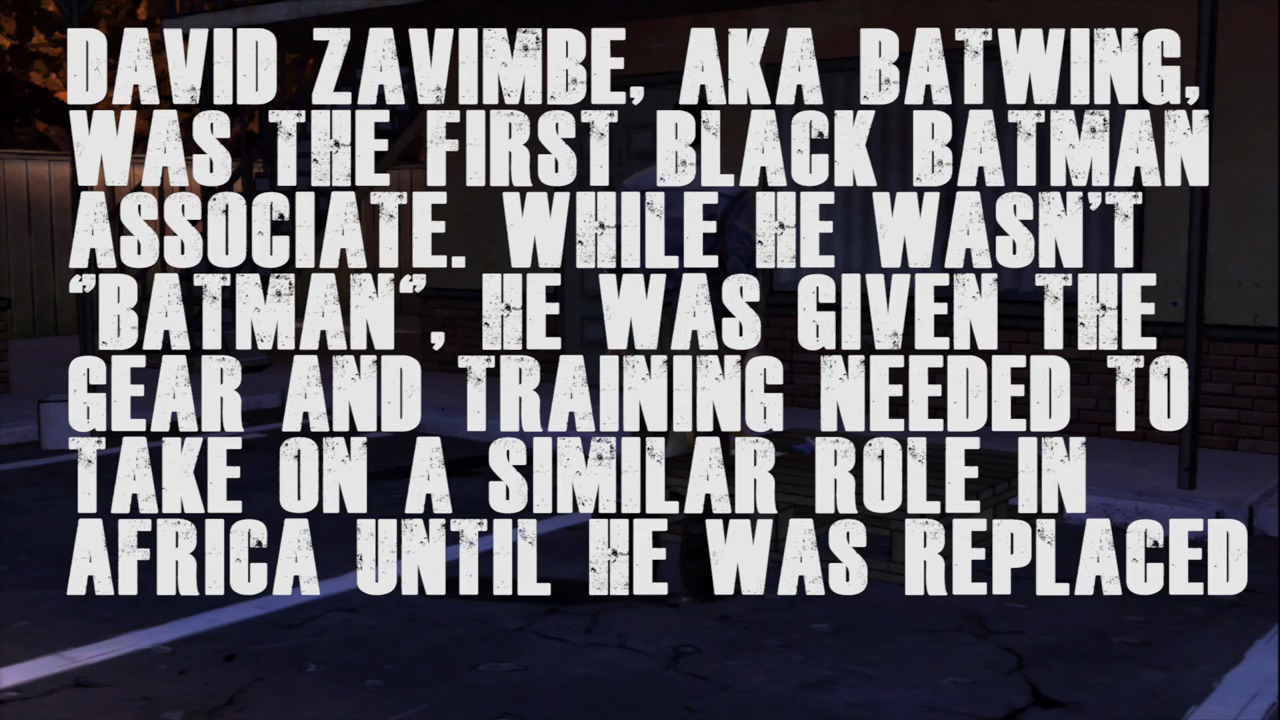 DAVID ZAVIMBE, AKA BATWING,
WAS THE FIRST BLACK BATMAN
ASSOCIATE. WHILE HE WASN'T
"BATMAN", HE WAS GIVEN THE
GEAR AND TRAINING NEEDED TO
TAKE ON A SIMILAR ROLE IN
AFRICA UNTIL HE WAS REPLACED